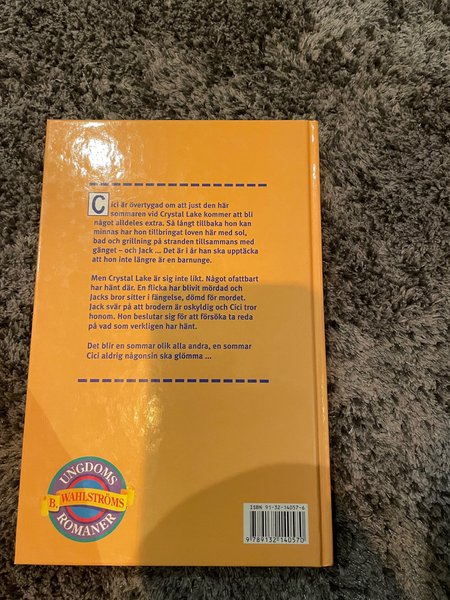 Cici är övertygad om att just den här
sommaren vid Crystal Lake kommer att bli
något alldeles extra. Så långt tillbaka hon kan
minnas har hon tillbringat loven här med sol,
bad och grillning på stranden tillsammans med
gänget – och Jack ... Det är i år han ska upptäcka
att hon inte längre är en barnunge.
Men Crystal Lake är sig inte likt. Något ofattbart
har hänt där. En flicka har blivit mördad och
Jacks bror sitter i fängelse, dömd för mordet.
Jack svär på att brodern är oskyldig och Cici tror
honom. Hon beslutar sig för att försöka ta reda
på vad som verkligen har hänt.
Det blir en sommar olik alla andra, en sommar
Cici aldrig någonsin ska glömma ...
UNGDOMS
B. WAHLSTRÖMS
ROMANER
ISBN 91-32-14057-6
9 789132 140570